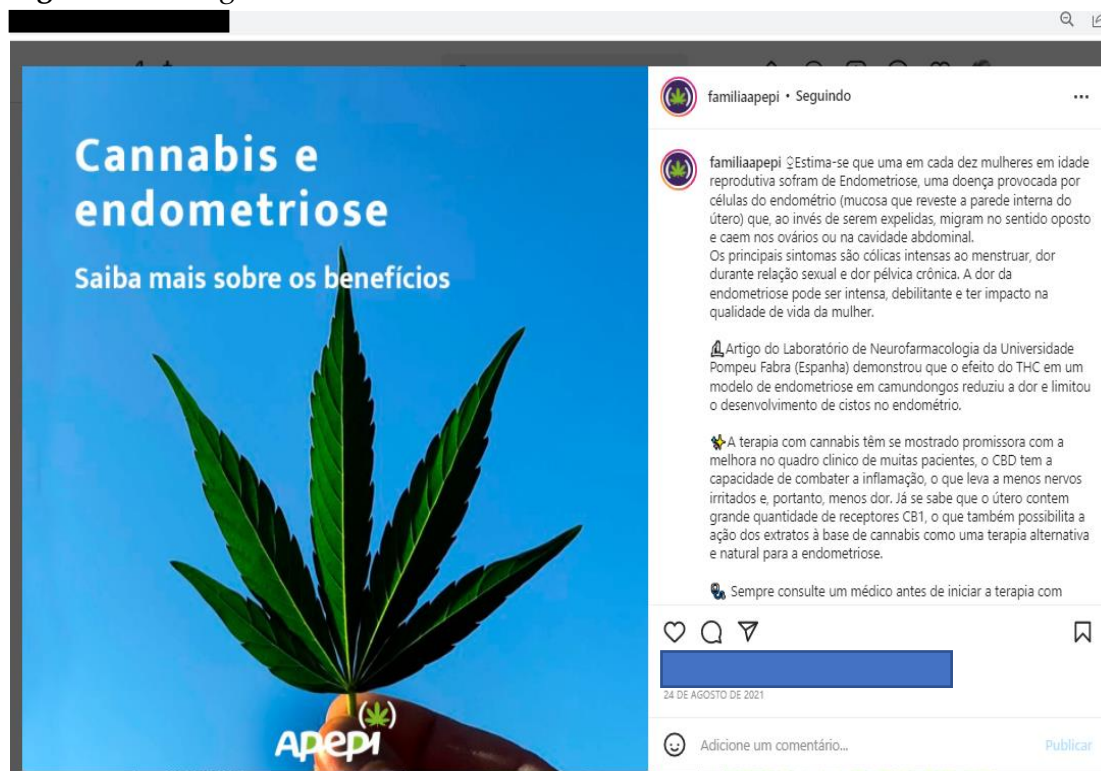 Cannabis e
endometriose
Saiba mais sobre os benefícios
Apepi
familiaapepi • Seguindo
familiaapepi ♀Estima-se que uma em cada dez mulheres em idade
reprodutiva sofram de Endometriose, uma doença provocada por
células do endométrio (mucosa que reveste a parede interna do
útero) que, ao invés de serem expelidas, migram no sentido oposto
e caem nos ovários ou na cavidade abdominal.
Os principais sintomas são cólicas intensas ao menstruar, dor
durante relação sexual e dor pélvica crônica. A dor da
endometriose pode ser intensa, debilitante e ter impacto na
qualidade de vida da mulher.
🔬Artigo do Laboratório de Neurofarmacologia da Universidade
Pompeu Fabra (Espanha) demonstrou que o efeito do THC em um
modelo de endometriose em camundongos reduziu a dor e limitou
o desenvolvimento de cistos no endométrio.
✨A terapia com cannabis têm se mostrado promissora com a
melhora no quadro clinico de muitas pacientes, o CBD tem a
capacidade de combater a inflamação, o que leva a menos nervos
irritados e, portanto, menos dor. Já se sabe que o útero contem
grande quantidade de receptores CB1, o que também possibilita a
ação dos extratos à base de cannabis como uma terapia alternativa
e natural para a endometriose.
🩺 Sempre consulte um médico antes de iniciar a terapia com
24 DE AGOSTO DE 2021
Adicione um comentário...
Publicar